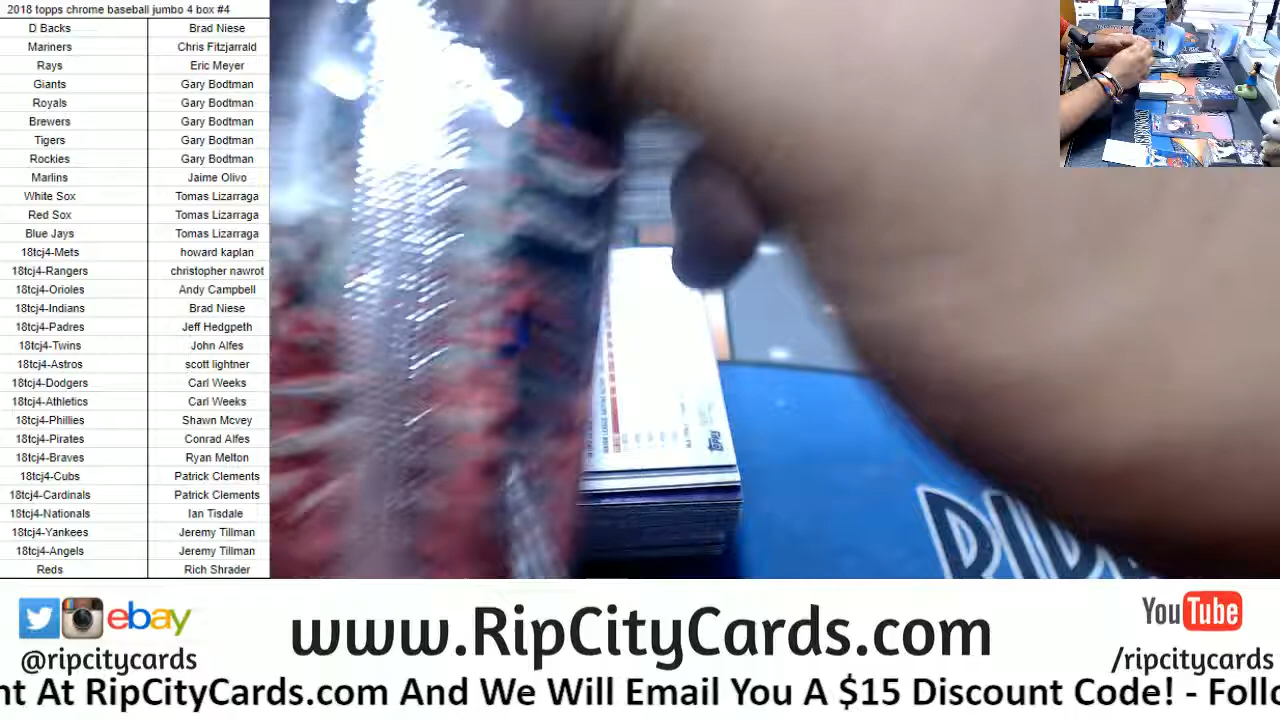 2018 topps chrome baseball jumbo 4 box #4
D Backs Brad Niese
Mariners Chris Fitzjarrald
Rays Eric Meyer
Giants Gary Bodtman
Royals Gary Bodtman
Brewers Gary Bodtman
Tigers Gary Bodtman
Rockies Gary Bodtman
Marlins Jaime Olivo
White Sox Tomas Lizarraga
Red Sox Tomas Lizarraga
Blue Jays Tomas Lizarraga
18tcj4-Mets howard kaplan
18tcj4-Rangers christopher nawrot
18tcj4-Orioles Andy Campbell
18tcj4-Indians Brad Niese
18tcj4-Padres Jeff Hedgpeth
18tcj4-Twins John Alfes
18tcj4-Astros scott lightner
18tcj4-Dodgers Carl Weeks
18tcj4-Athletics Carl Weeks
18tcj4-Phillies Shawn Mcvey
18tcj4-Pirates Conrad Alfes
18tcj4-Braves Ryan Melton
18tcj4-Cubs Patrick Clements
18tcj4-Cardinals Patrick Clements
18tcj4-Nationals Ian Tisdale
18tcj4-Yankees Jeremy Tillman
18tcj4-Angels Jeremy Tillman
Reds Rich Shrader
Topps
ebay
@ripcitycards
www.RipCityCards.com
YouTube
/ripcitycards
nt At RipCityCards.com And We Will Email You A $15 Discount Code! - Follo